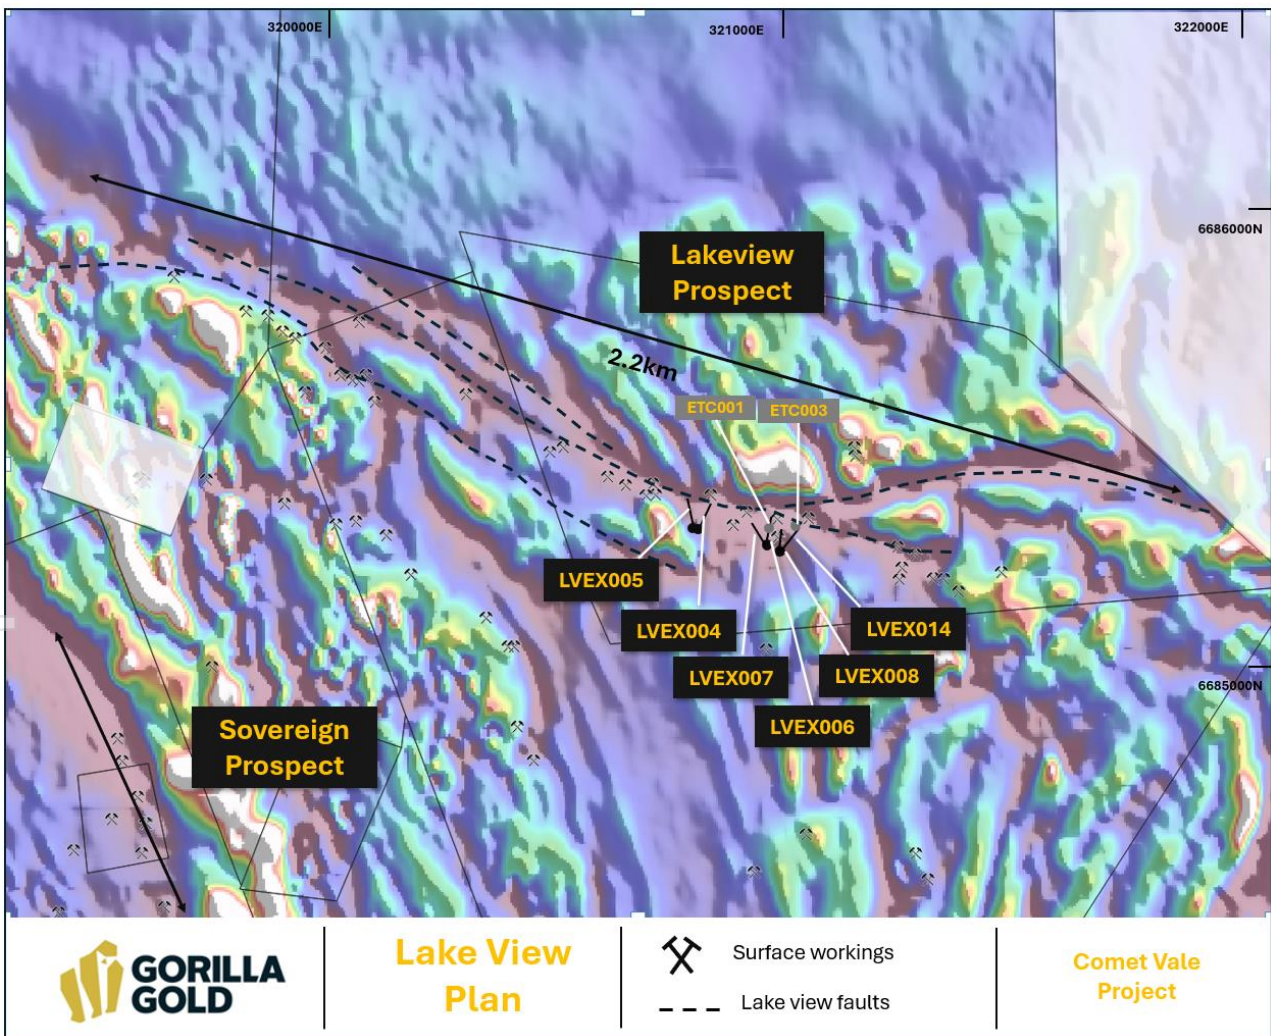 320000E
321000E
322000E
6686000N
Lakeview
Prospect
2.2km
ETC001
ETC003
LVEX005
LVEX004
LVEX014
LVEX007
LVEX008
6685000N
LVEX006
Sovereign
Prospect
GORILLA
GOLD
Lake View
Plan
Surface workings
Lake view faults
Comet Vale
Project